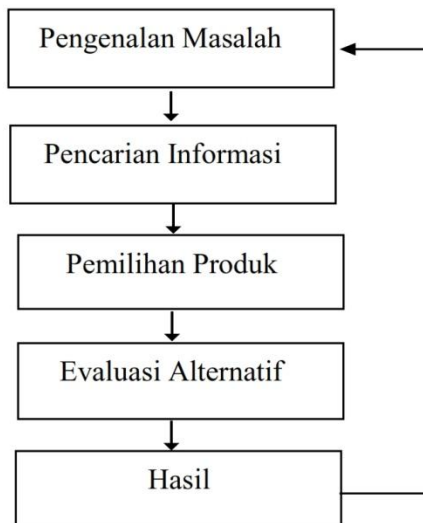 Pengenalan Masalah
Pencarian Informasi
Pemilihan Produk
Evaluasi Alternatif
Hasil